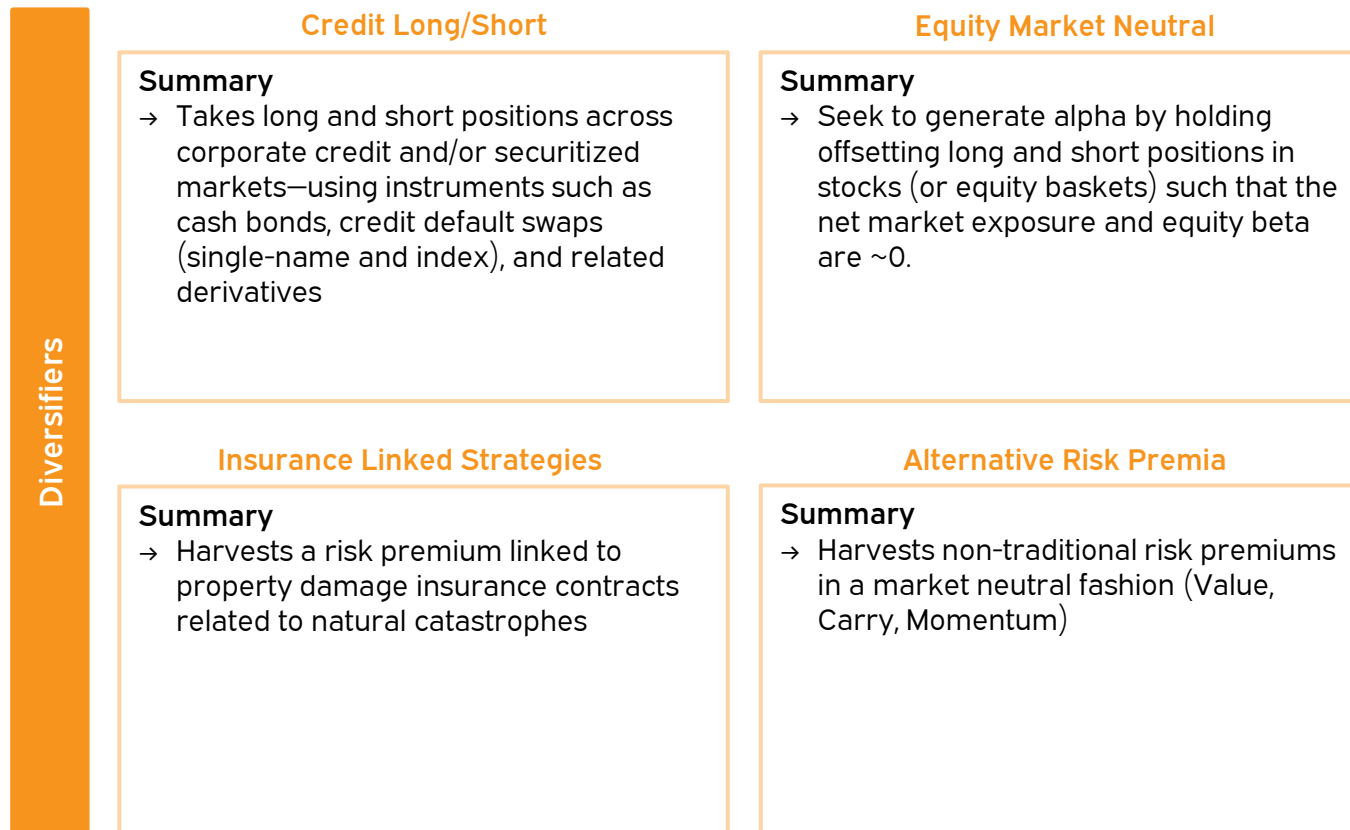 Diversifiers
Credit Long/Short
Summary
→ Takes long and short positions across
corporate credit and/or securitized
markets—using instruments such as
cash bonds, credit default swaps
(single-name and index), and related
derivatives
Equity Market Neutral
Summary
→ Seek to generate alpha by holding
offsetting long and short positions in
stocks (or equity baskets) such that the
net market exposure and equity beta
are ~0.
Insurance Linked Strategies
Summary
→ Harvests a risk premium linked to
property damage insurance contracts
related to natural catastrophes
Alternative Risk Premia
Summary
→ Harvests non-traditional risk premiums
in a market neutral fashion (Value,
Carry, Momentum)